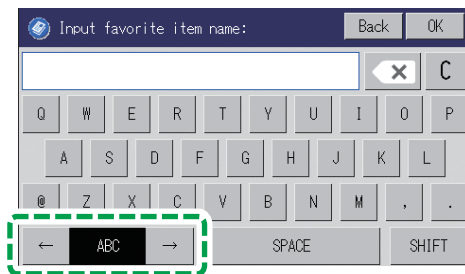 Input favorite item name: Back OK
C
Q W E R T Y U I O P
A S D F G H J K L
@ Z X C V B N M , .
← ABC → SPACE SHIFT